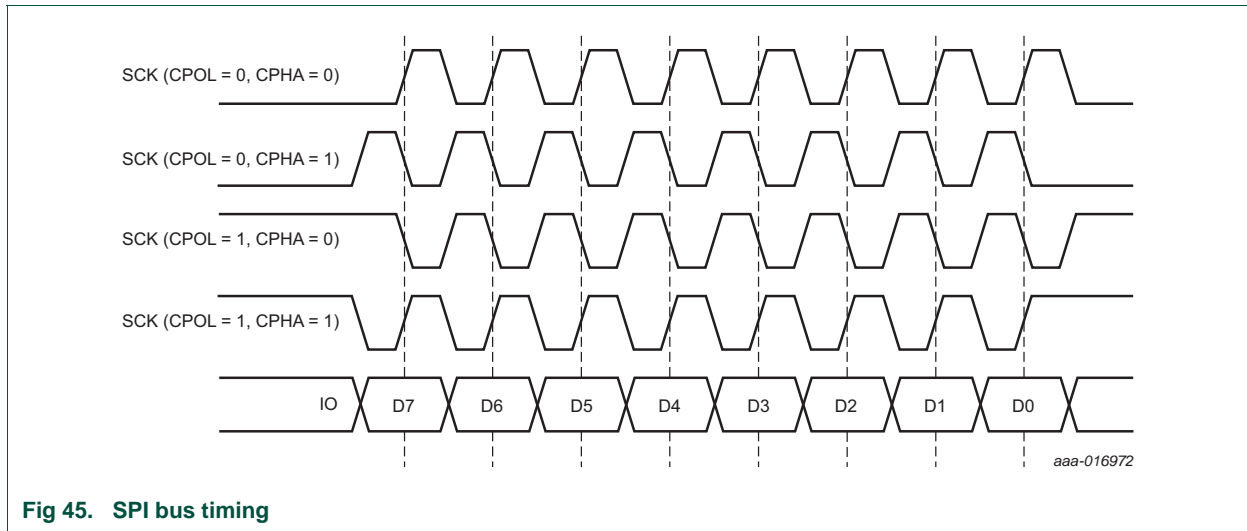 SCK (CPOL = 0, CPHA = 0)
SCK (CPOL = 0, CPHA = 1)
SCK (CPOL = 1, CPHA = 0)
SCK (CPOL = 1, CPHA = 1)
IO D7 D6 D5 D4 D3 D2 D1 D0
aaa-016972
Fig 45. SPI bus timing